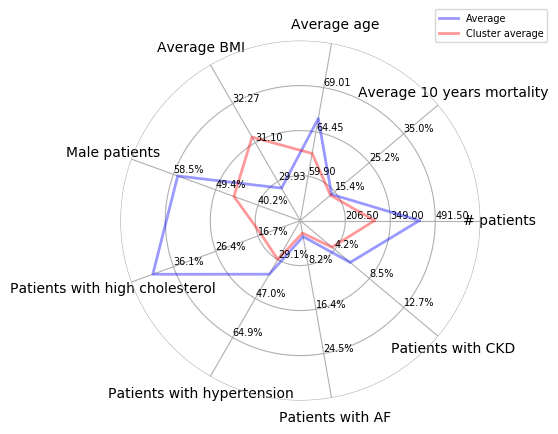 Average
Cluster average
Average age
Average BMI
69.01
Average 10 years mortality
32.27
35.0%
64.45
31.10
Male patients
25.2%
58.5%
59.90
29.93
49.4%
15.4%
40.2%
206.50
349.00
491.50
# patients
16.7%
4.2%
26.4%
29.1%
36.1%
8.2%
8.5%
Patients with high cholesterol
47.0%
16.4%
12.7%
64.9%
Patients with CKD
24.5%
Patients with hypertension
Patients with AF